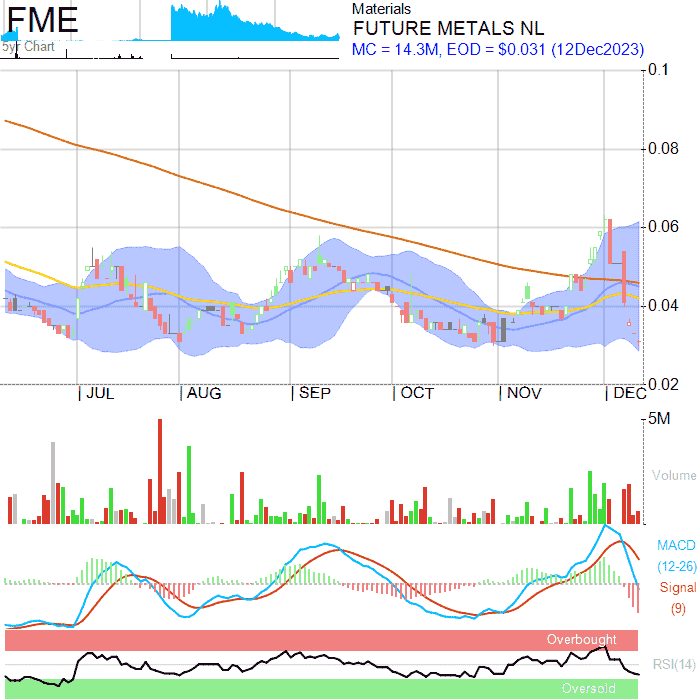 FME
5yr Chart
Materials
FUTURE METALS NL
MC = 14.3M, EOD = $0.031 (12Dec2023)
0.1
0.08
0.06
0.04
0.02
JUL AUG SEP OCT NOV DEC
5M
Volume
MACD
(12-26)
Signal
(9)
Overbought
RSI(14)
Oversold